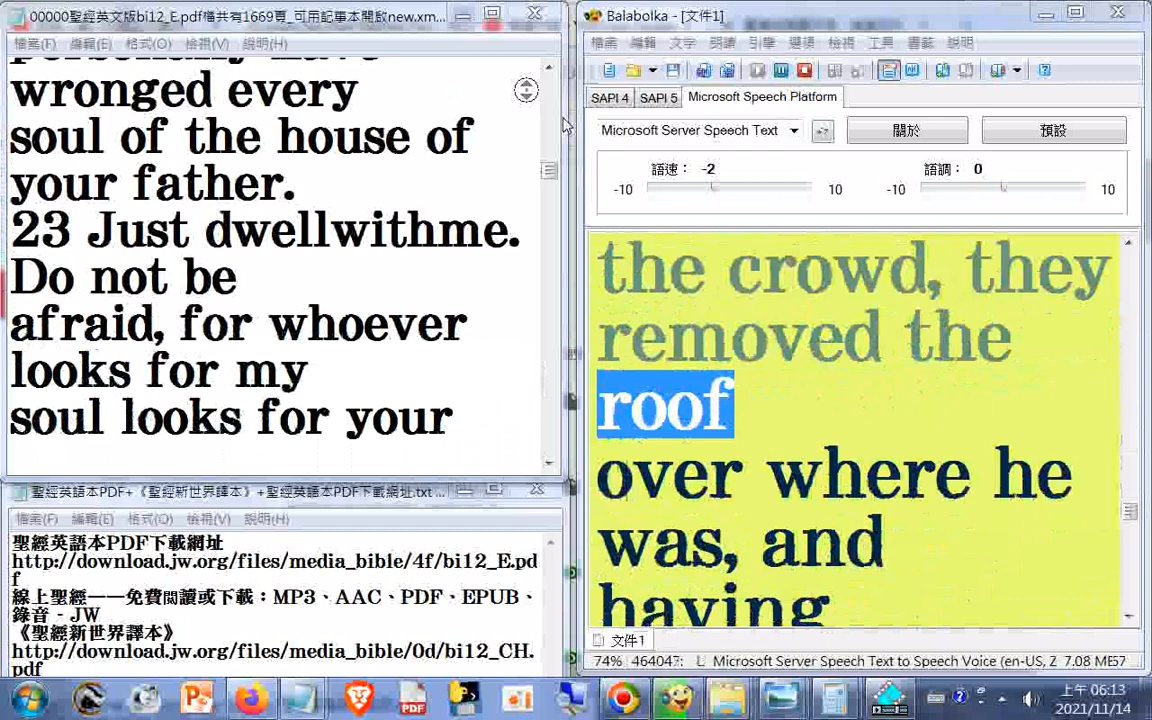 00000聖經英文版bi12_E.pdf檔共有1669頁_可用記事本開啟new.xm...
檔案(F) 編輯(E) 格式(O) 檢視(V) 說明(H)
wronged every
soul of the house of
your father.
23 Just dwellwithme.
Do not be
afraid, for whoever
looks for my
soul looks for your
聖經英語本PDF+《聖經新世界譯本》+聖經英語本PDF下載網址.txt ...
檔案(F) 編輯(E) 格式(O) 檢視(V) 說明(H)
聖經英語本PDF下載網址
http://download.jw.org/files/media_bible/4f/bi12_E.pd
f
線上聖經——免費閱讀或下載：MP3、AAC、PDF、EPUB、
錄音 - JW
《聖經新世界譯本》
http://download.jw.org/files/media_bible/0d/bi12_CH.
pdf
Balabolka - [文件1]
檔案 編輯 文字 朗讀 引擎 選項 檢視 工具 書籤 說明
SAPI 4 SAPI 5 Microsoft Speech Platform
Microsoft Server Speech Text 關於 預設
語速： -2 語調： 0
-10 10 -10 10
the crowd, they
removed the
roof
over where he
was, and
having
文件1
74% 464047: L Microsoft Server Speech Text to Speech Voice (en-US, Z 7.08 ME57
上午 06:13
2021/11/14